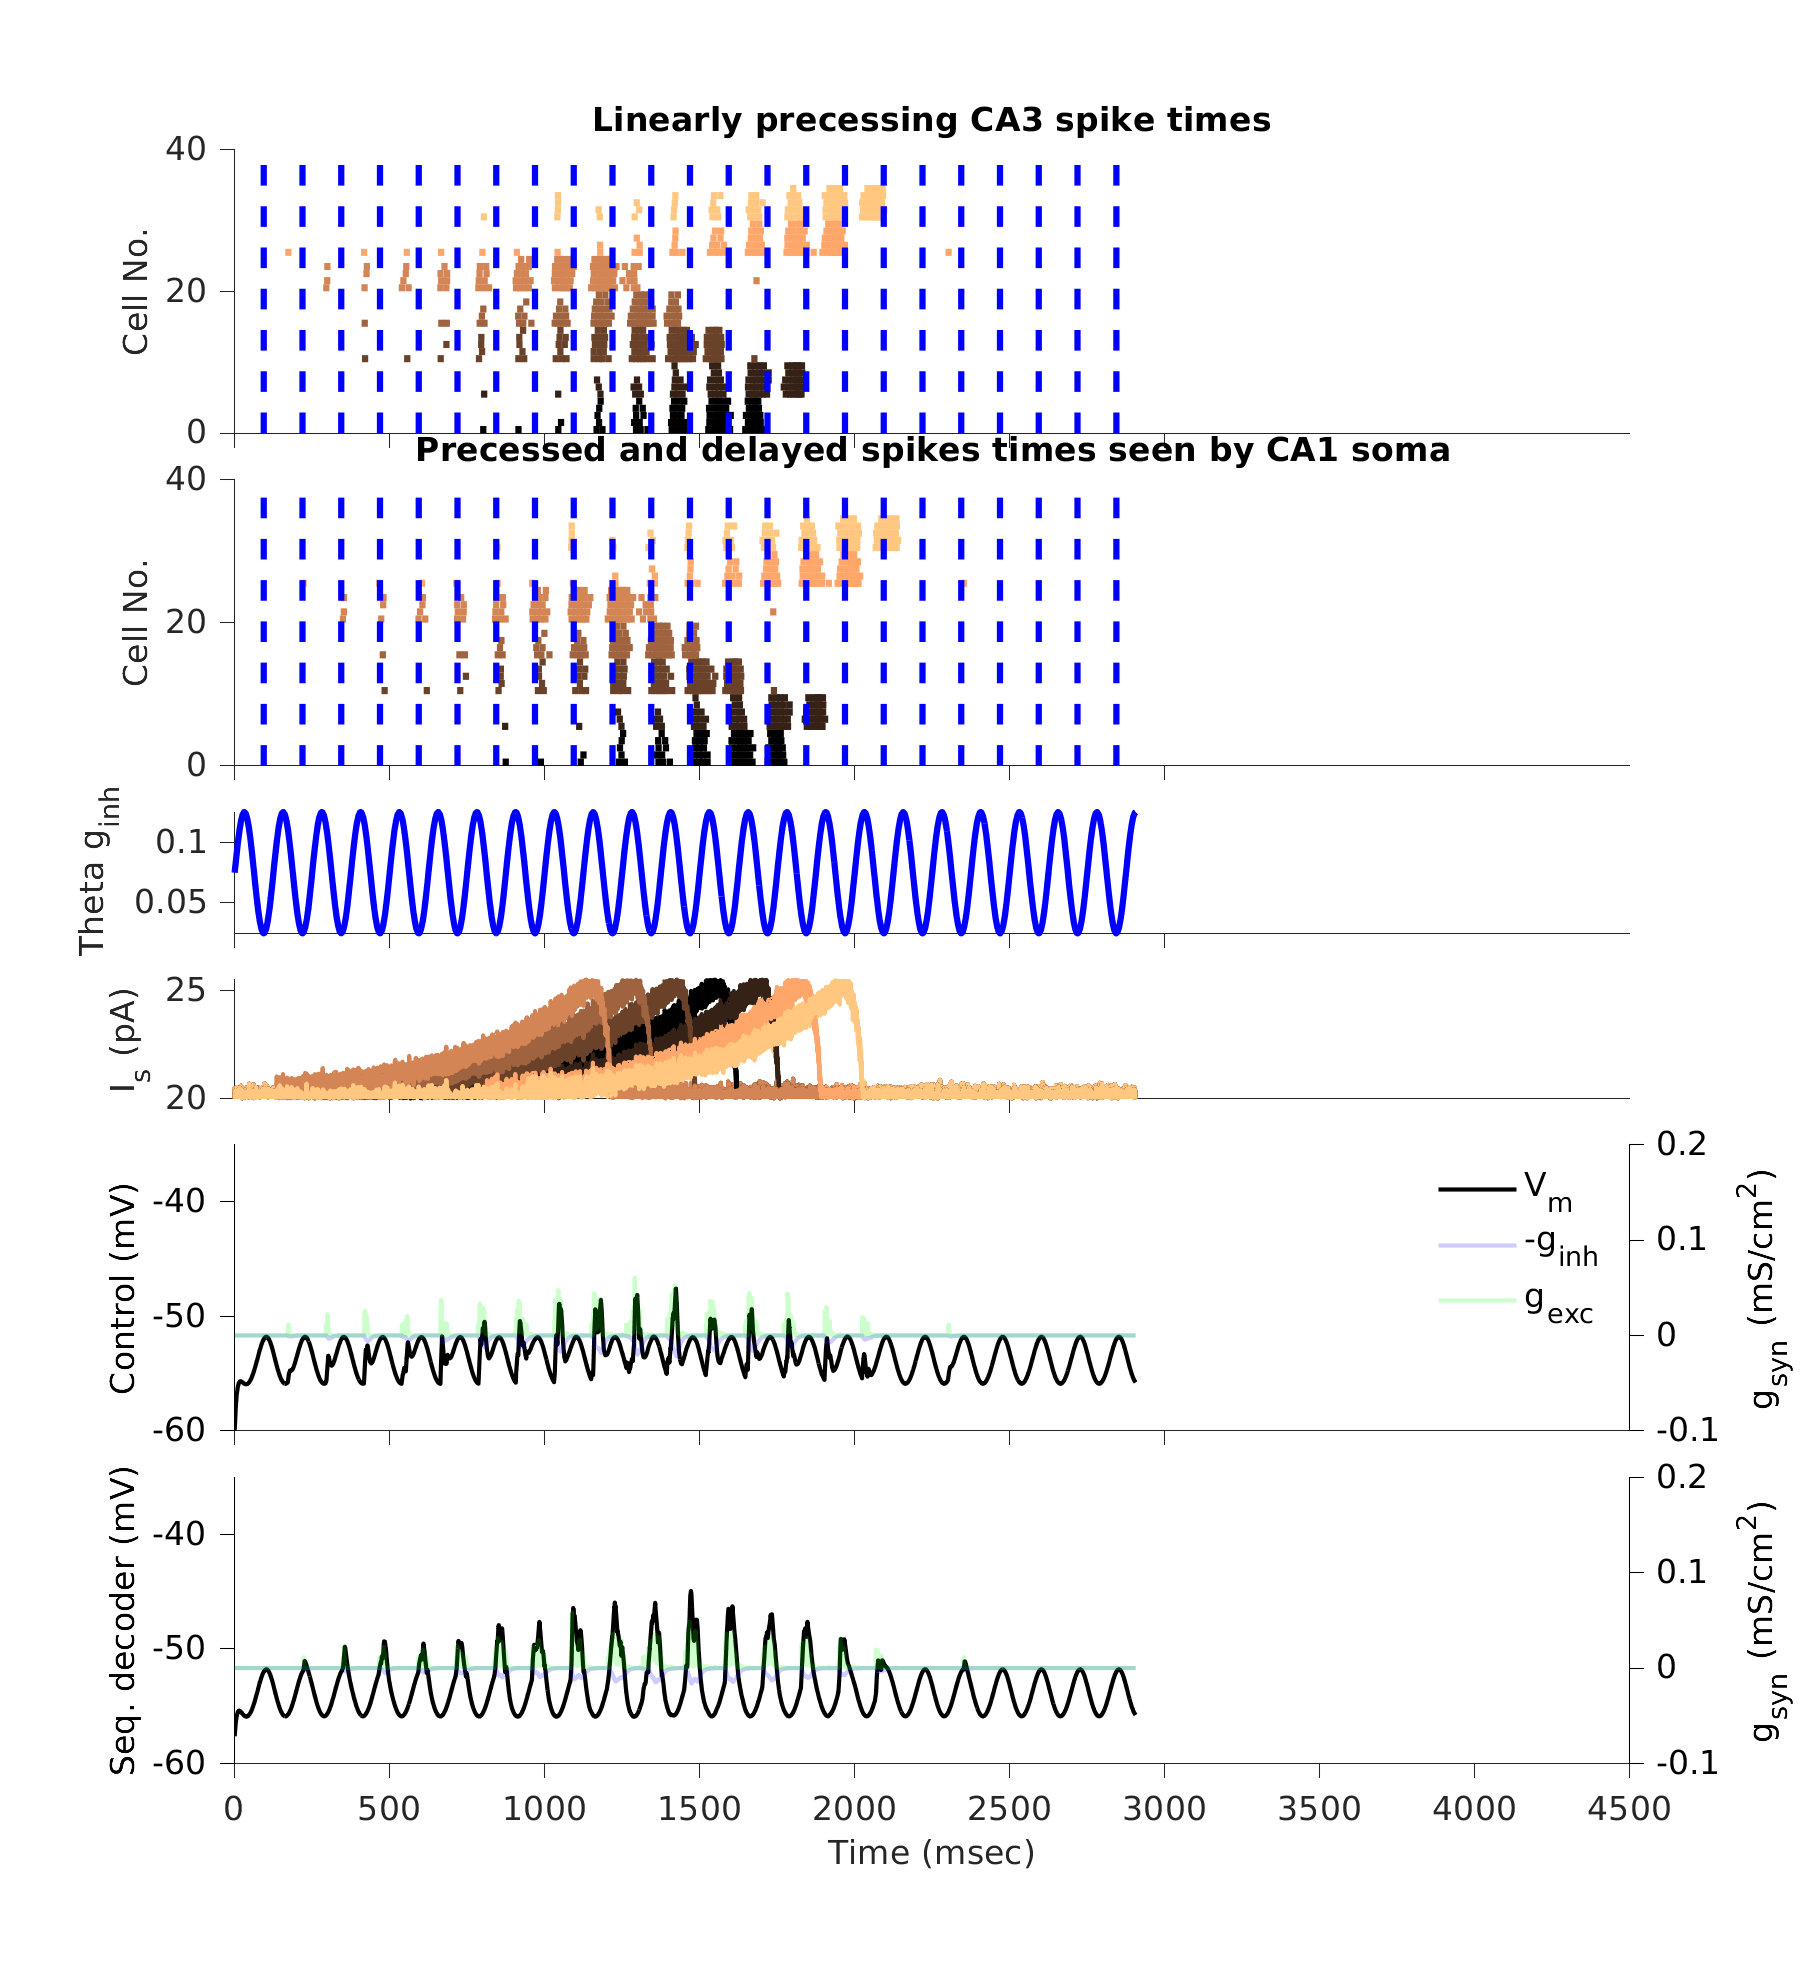 Linearly precessing CA3 spike times
40
20
0
Cell No.
Precessed and delayed spikes times seen by CA1 soma
40
20
0
Cell No.
0.1
0.05
Theta g_inh
25
20
I_s (pA)
-40
-50
-60
Control (mV)
V_m
-g_inh
g_exc
0.2
0.1
0
-0.1
g_syn (mS/cm^2)
-40
-50
-60
Seq. decoder (mV)
0.2
0.1
0
-0.1
g_syn (mS/cm^2)
0 500 1000 1500 2000 2500 3000 3500 4000 4500
Time (msec)